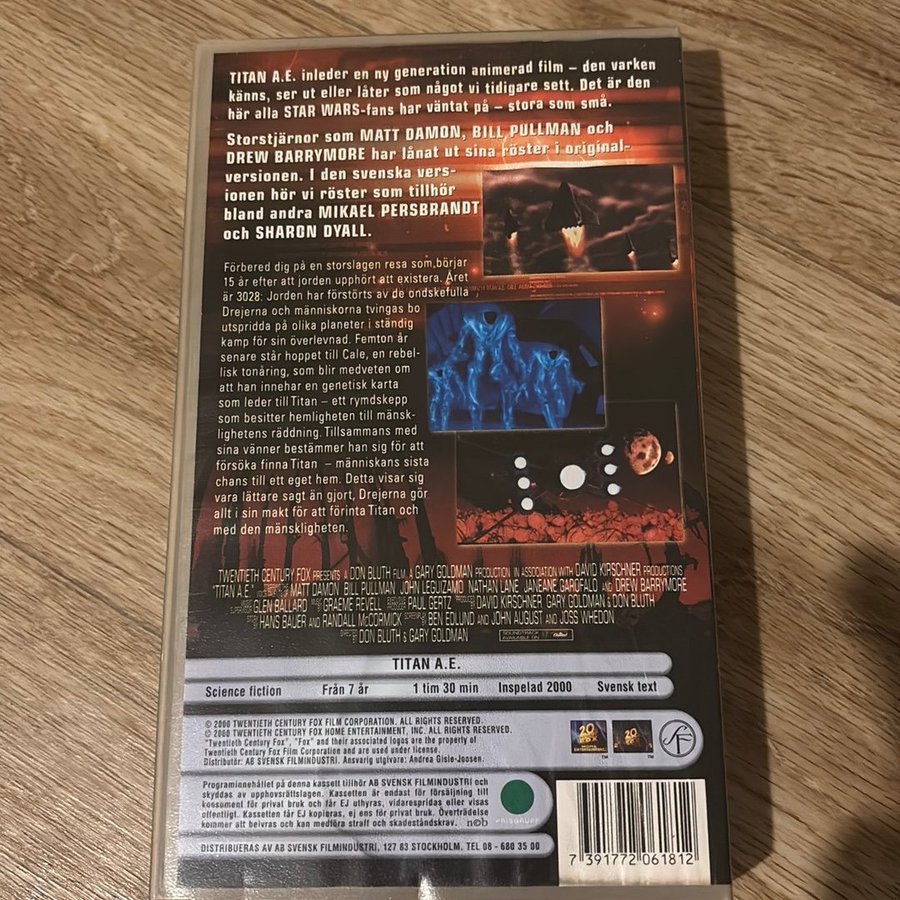 TITAN A.E. inleder en ny generation animerad film – den varken
känns, ser ut eller låter som något vi tidigare sett. Det är den
här alla STAR WARS-fans har väntat på – stora som små.
Storstjärnor som MATT DAMON, BILL PULLMAN och
DREW BARRYMORE har lånat ut sina röster i original-
versionen. I den svenska vers-
ionen hör vi röster som tillhör
bland andra MIKAEL PERSBRANDT
och SHARON DYALL.
Förbered dig på en storslagen resa som börjar
15 år efter att jorden upphört att existera. Året
är 3028: Jorden har förstörts av de ondskefulla
Drejerna och människorna tvingas bo
utspridda på olika planeter i ständig
kamp för sin överlevnad. Femton år
senare står hoppet till Cale, en rebel-
lisk tonåring, som blir medveten om
att han innehar en genetisk karta
som leder till Titan – ett rymdskepp
som besitter hemligheten till mänsk-
lighetens räddning. Tillsammans med
sina vänner bestämmer han sig för att
försöka finna Titan – människans sista
chans till ett eget hem. Detta visar sig
vara lättare sagt än gjort, Drejerna gör
allt i sin makt för att förinta Titan och
med den mänskligheten.
TWENTIETH CENTURY FOX PRESENTS A DON BLUTH FILM A GARY GOLDMAN PRODUCTION IN ASSOCIATION WITH DAVID KIRSCHNER PRODUCTIONS
"TITAN A.E." MATT DAMON BILL PULLMAN JOHN LEGUIZAMO NATHAN LANE JANEANE GAROFALO AND DREW BARRYMORE
GLEN BALLARD GRAEME REVELL PAUL GERTZ DAVID KIRSCHNER GARY GOLDMAN & DON BLUTH
HANS BAUER AND RANDALL McCORMICK BEN EDLUND AND JOHN AUGUST AND JOSS WHEDON
DON BLUTH & GARY GOLDMAN
SOUNDTRACK
AVAILABLE ON
TITAN A.E.
Science fiction Från 7 år 1 tim 30 min Inspelad 2000 Svensk text
© 2000 TWENTIETH CENTURY FOX FILM CORPORATION. ALL RIGHTS RESERVED.
© 2000 TWENTIETH CENTURY FOX HOME ENTERTAINMENT, INC. ALL RIGHTS RESERVED.
"Twentieth Century Fox", "Fox" and their associated logos are the property of
Twentieth Century Fox Film Corporation and are used under license.
Distributör: AB SVENSK FILMINDUSTRI. Ansvarig utgivare: Andrea Gisle-Joosen.
20
20
TM
TM
SF
Programinnehållet på denna kassett tillhör AB SVENSK FILMINDUSTRI och
skyddas av upphovsrättslagen. Kassetten är endast för försäljning till
konsument för privat bruk och får EJ uthyras, vidarespridas eller visas
offentligt. Kassetten får EJ kopieras, ej ens för privat bruk. Överträdelse
kommer att beivras och kan medföra straff och skadeståndskrav. n©b
PRISGRUPP
DISTRIBUERAS AV AB SVENSK FILMINDUSTRI, 127 83 STOCKHOLM, TEL 08 - 680 35 00
7 391772 061812